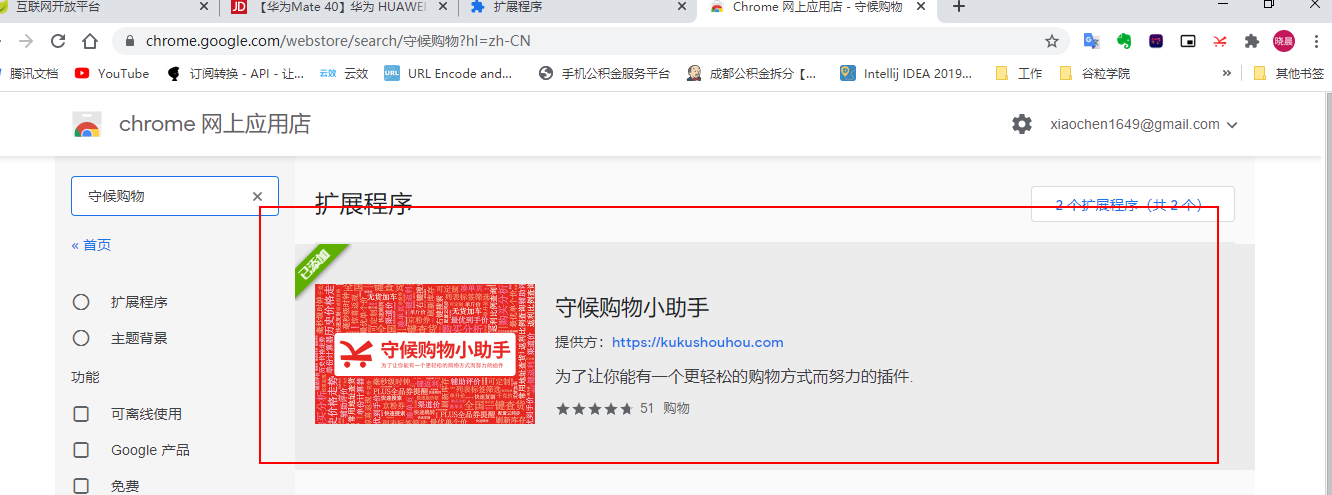 互联网开放平台
JD 【华为Mate 40】华为 HUAWEI
扩展程序
Chrome 网上应用店 - 守候购物
chrome.google.com/webstore/search/守候购物?hl=zh-CN
晓晨
腾讯文档
YouTube
订阅转换 - API - 让...
云效 云效
URL URL Encode and...
手机公积金服务平台
成都公积金拆分【...
Intellij IDEA 2019...
工作
谷粒学院
»
其他书签
chrome 网上应用店
xiaochen1649@gmail.com
守候购物
« 首页
扩展程序
主题背景
功能
可离线使用
Google 产品
免费
扩展程序
2 个扩展程序（共 2 个）
已添加
守候购物小助手
为了让你能有一个更轻松的购物方式而努力的插件
守候购物小助手
提供方：https://kukushouhou.com
为了让你能有一个更轻松的购物方式而努力的插件.
51 购物